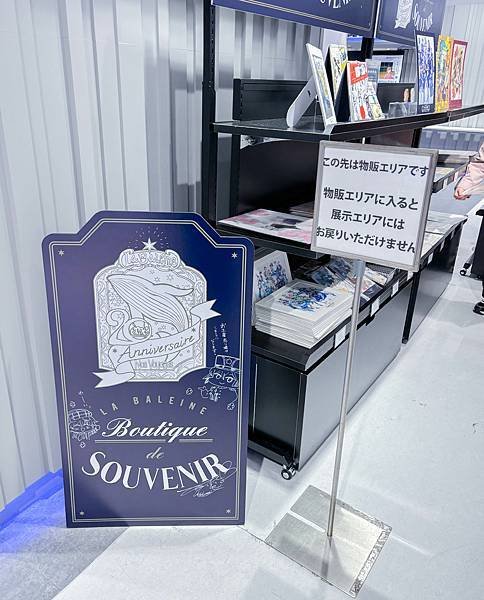 SOUVENIR
この先は物販エリアです
物販エリアに入ると
展示エリアには
お戻りいただけません
20th
Anniversaire
LA BALEINE
Boutique
de
SOUVENIR